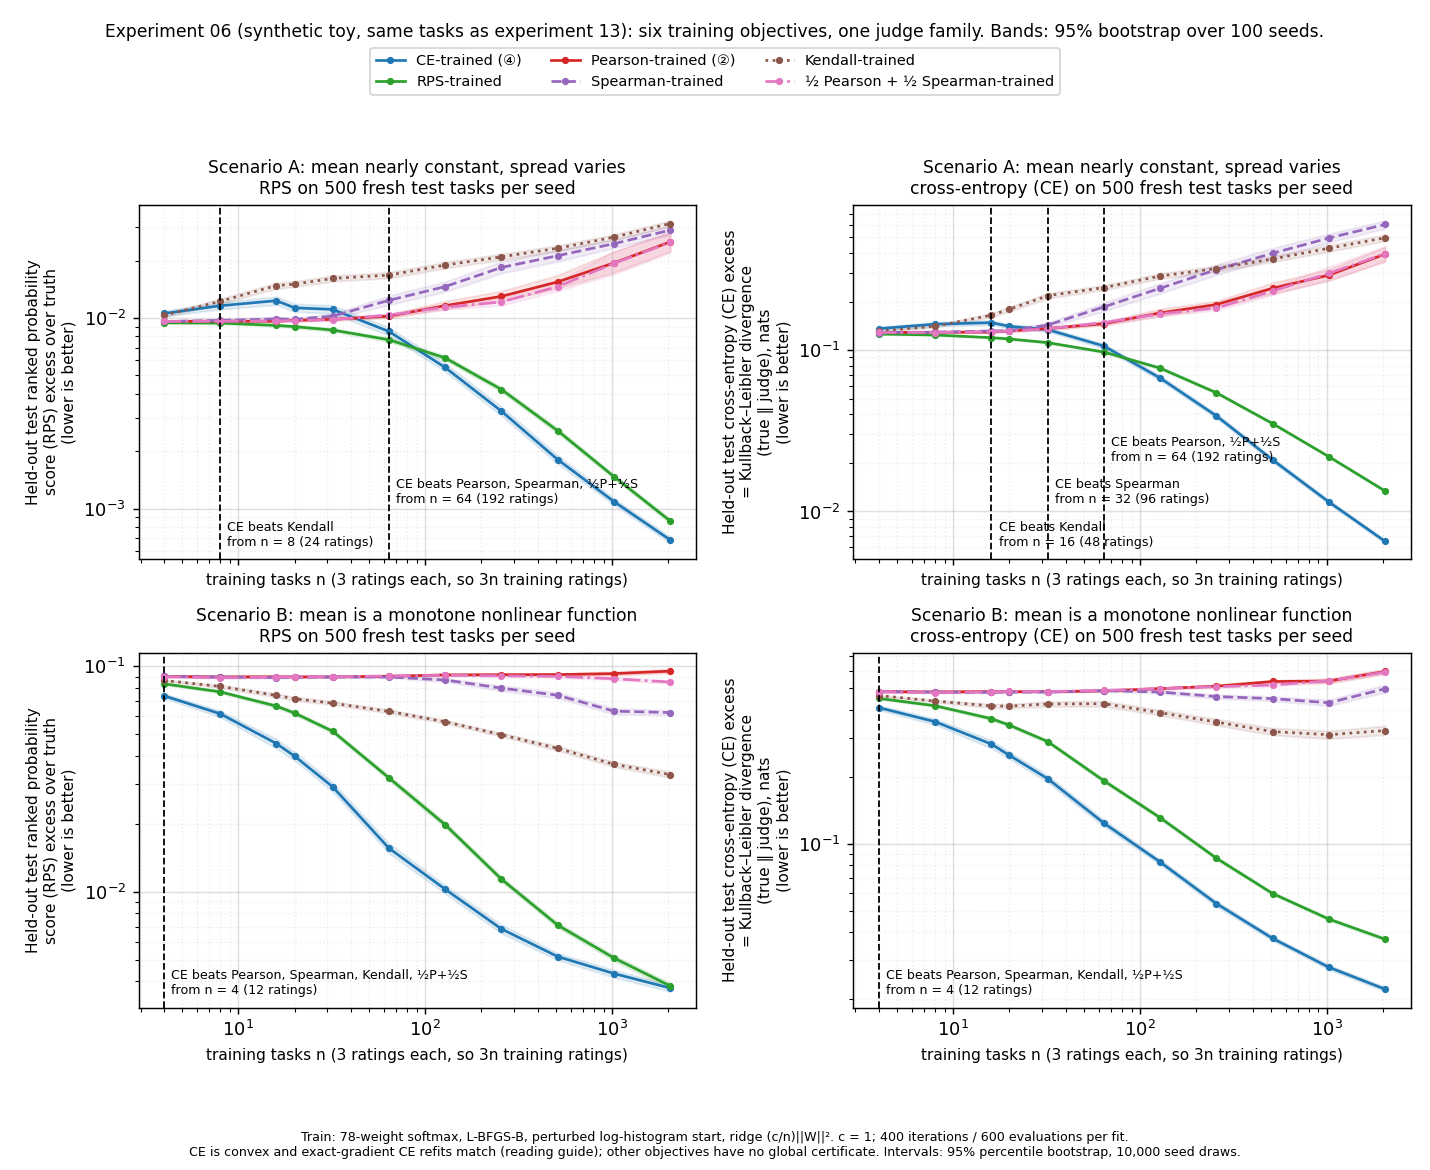 Experiment 06 (synthetic toy, same tasks as experiment 13): six training objectives, one judge family. Bands: 95% bootstrap over 100 seeds.
CE-trained (④)
RPS-trained
Pearson-trained (②)
Spearman-trained
Kendall-trained
½ Pearson + ½ Spearman-trained
Scenario A: mean nearly constant, spread varies
RPS on 500 fresh test tasks per seed
Held-out test ranked probability
score (RPS) excess over truth
(lower is better)
10⁻²
10⁻³
CE beats Pearson, Spearman, ½P+½S
from n = 64 (192 ratings)
CE beats Kendall
from n = 8 (24 ratings)
training tasks n (3 ratings each, so 3n training ratings)
Scenario A: mean nearly constant, spread varies
cross-entropy (CE) on 500 fresh test tasks per seed
Held-out test cross-entropy (CE) excess
= Kullback–Leibler divergence
(true ‖ judge), nats
(lower is better)
10⁻¹
10⁻²
CE beats Pearson, ½P+½S
from n = 64 (192 ratings)
CE beats Spearman
from n = 32 (96 ratings)
CE beats Kendall
from n = 16 (48 ratings)
training tasks n (3 ratings each, so 3n training ratings)
Scenario B: mean is a monotone nonlinear function
RPS on 500 fresh test tasks per seed
Held-out test ranked probability
score (RPS) excess over truth
(lower is better)
10⁻¹
10⁻²
CE beats Pearson, Spearman, Kendall, ½P+½S
from n = 4 (12 ratings)
10¹
10²
10³
training tasks n (3 ratings each, so 3n training ratings)
Scenario B: mean is a monotone nonlinear function
cross-entropy (CE) on 500 fresh test tasks per seed
Held-out test cross-entropy (CE) excess
= Kullback–Leibler divergence
(true ‖ judge), nats
(lower is better)
10⁻¹
CE beats Pearson, Spearman, Kendall, ½P+½S
from n = 4 (12 ratings)
10¹
10²
10³
training tasks n (3 ratings each, so 3n training ratings)
Train: 78-weight softmax, L-BFGS-B, perturbed log-histogram start, ridge (c/n)||W||². c = 1; 400 iterations / 600 evaluations per fit.
CE is convex and exact-gradient CE refits match (reading guide); other objectives have no global certificate. Intervals: 95% percentile bootstrap, 10,000 seed draws.